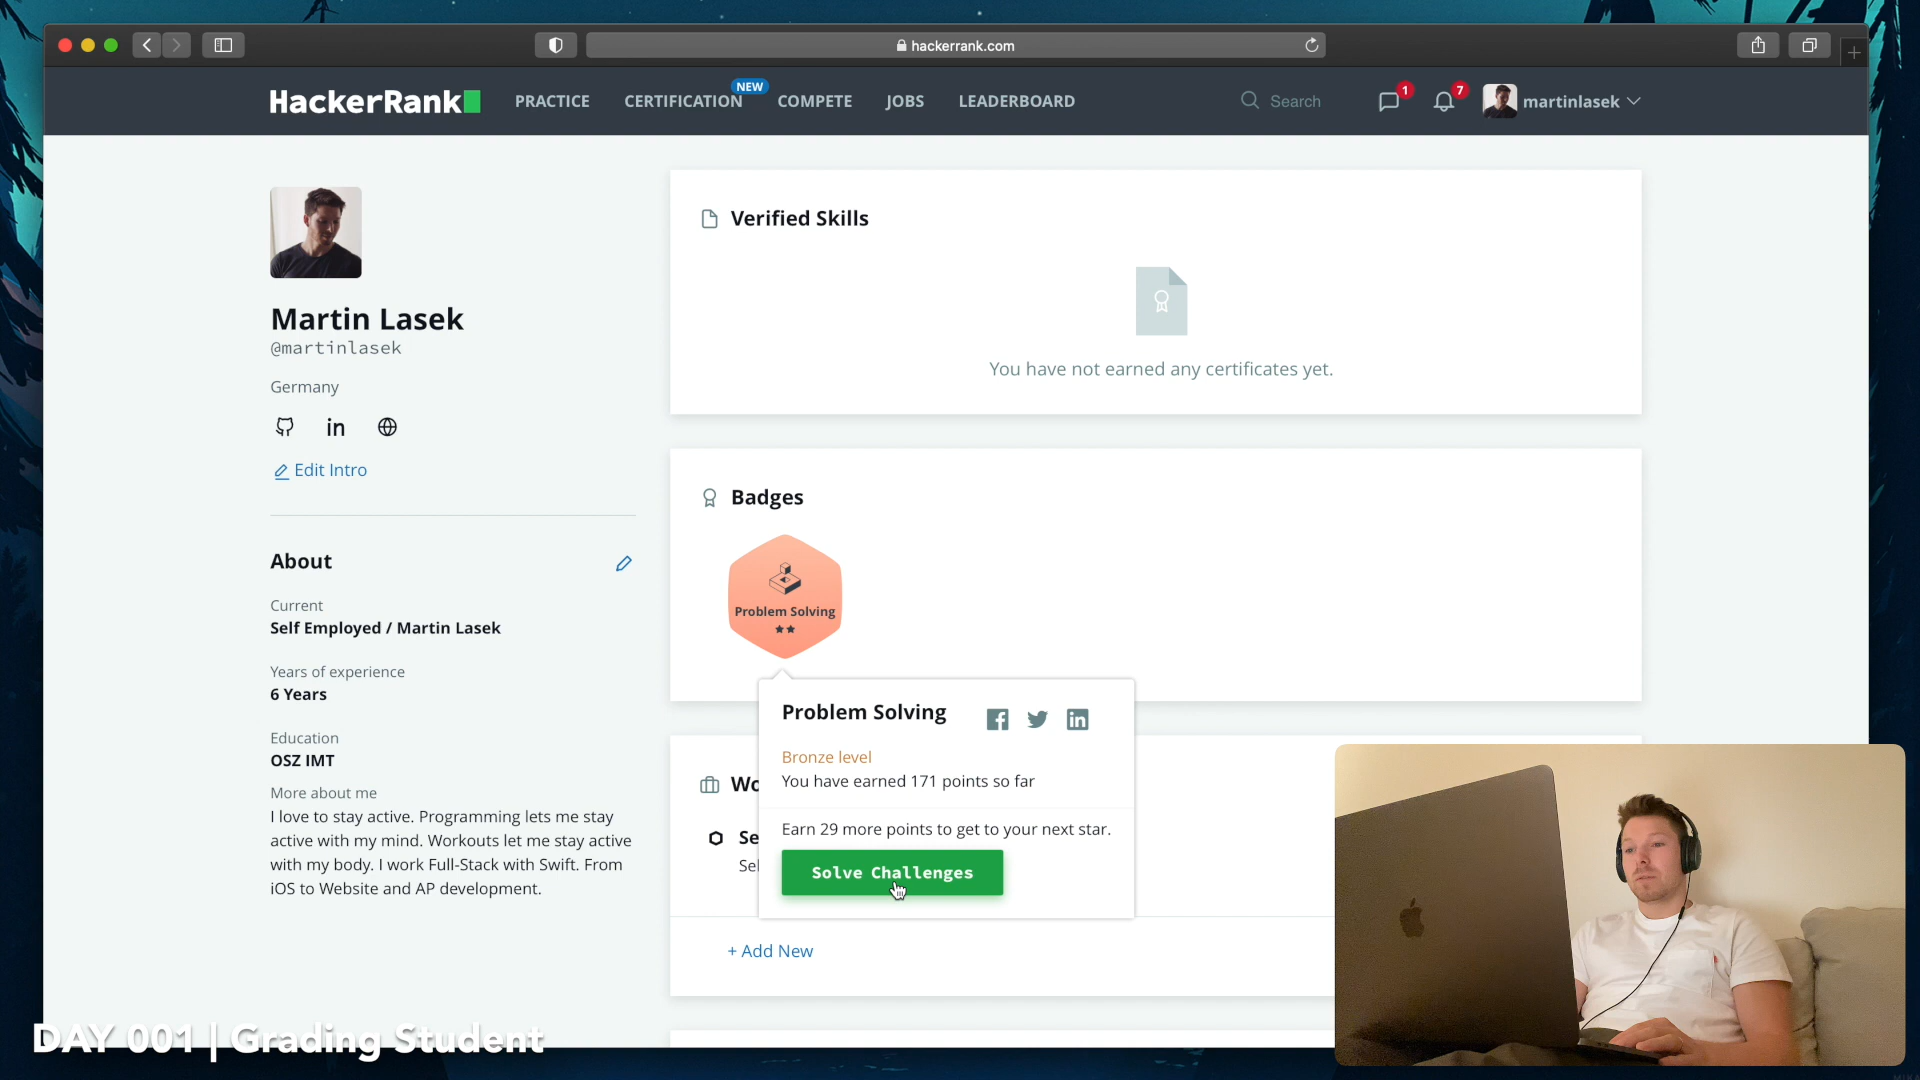 hackerrank.com
HackerRank
PRACTICE
CERTIFICATION
NEW
COMPETE
JOBS
LEADERBOARD
Search
1
7
martinlasek
Martin Lasek
@martinlasek
Germany
in
Edit Intro
About
Current
Self Employed / Martin Lasek
Years of experience
6 Years
Education
OSZ IMT
More about me
I love to stay active. Programming lets me stay
active with my mind. Workouts let me stay active
with my body. I work Full-Stack with Swift. From
iOS to Website and AP development.
Verified Skills
You have not earned any certificates yet.
Badges
Problem Solving
Problem Solving
Bronze level
You have earned 171 points so far
Earn 29 more points to get to your next star.
Solve Challenges
Wo
Se
Sel
+ Add New
DAY 001 | Grading Student